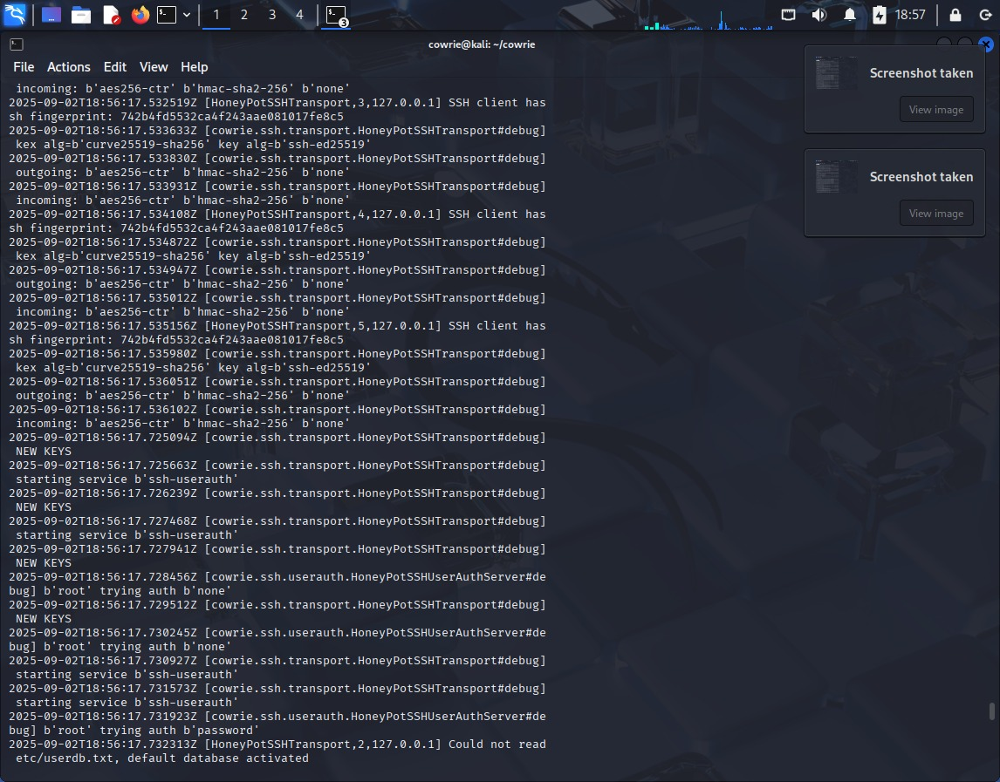 1 2 3 4 3 18:57
cowrie@kali: ~/cowrie
File Actions Edit View Help
incoming: b'aes256-ctr' b'hmac-sha2-256' b'none'
2025-09-02T18:56:17.532519Z [HoneyPotSSHTransport,3,127.0.0.1] SSH client has
sh fingerprint: 742b4fd5532ca4f243aae081017fe8c5
2025-09-02T18:56:17.533633Z [cowrie.ssh.transport.HoneyPotSSHTransport#debug]
kex alg=b'curve25519-sha256' key alg=b'ssh-ed25519'
2025-09-02T18:56:17.533830Z [cowrie.ssh.transport.HoneyPotSSHTransport#debug]
outgoing: b'aes256-ctr' b'hmac-sha2-256' b'none'
2025-09-02T18:56:17.533931Z [cowrie.ssh.transport.HoneyPotSSHTransport#debug]
incoming: b'aes256-ctr' b'hmac-sha2-256' b'none'
2025-09-02T18:56:17.534108Z [HoneyPotSSHTransport,4,127.0.0.1] SSH client has
sh fingerprint: 742b4fd5532ca4f243aae081017fe8c5
2025-09-02T18:56:17.534872Z [cowrie.ssh.transport.HoneyPotSSHTransport#debug]
kex alg=b'curve25519-sha256' key alg=b'ssh-ed25519'
2025-09-02T18:56:17.534947Z [cowrie.ssh.transport.HoneyPotSSHTransport#debug]
outgoing: b'aes256-ctr' b'hmac-sha2-256' b'none'
2025-09-02T18:56:17.535012Z [cowrie.ssh.transport.HoneyPotSSHTransport#debug]
incoming: b'aes256-ctr' b'hmac-sha2-256' b'none'
2025-09-02T18:56:17.535156Z [HoneyPotSSHTransport,5,127.0.0.1] SSH client has
sh fingerprint: 742b4fd5532ca4f243aae081017fe8c5
2025-09-02T18:56:17.535980Z [cowrie.ssh.transport.HoneyPotSSHTransport#debug]
kex alg=b'curve25519-sha256' key alg=b'ssh-ed25519'
2025-09-02T18:56:17.536051Z [cowrie.ssh.transport.HoneyPotSSHTransport#debug]
outgoing: b'aes256-ctr' b'hmac-sha2-256' b'none'
2025-09-02T18:56:17.536102Z [cowrie.ssh.transport.HoneyPotSSHTransport#debug]
incoming: b'aes256-ctr' b'hmac-sha2-256' b'none'
2025-09-02T18:56:17.725094Z [cowrie.ssh.transport.HoneyPotSSHTransport#debug]
NEW KEYS
2025-09-02T18:56:17.725663Z [cowrie.ssh.transport.HoneyPotSSHTransport#debug]
starting service b'ssh-userauth'
2025-09-02T18:56:17.726239Z [cowrie.ssh.transport.HoneyPotSSHTransport#debug]
NEW KEYS
2025-09-02T18:56:17.727468Z [cowrie.ssh.transport.HoneyPotSSHTransport#debug]
starting service b'ssh-userauth'
2025-09-02T18:56:17.727941Z [cowrie.ssh.transport.HoneyPotSSHTransport#debug]
NEW KEYS
2025-09-02T18:56:17.728456Z [cowrie.ssh.userauth.HoneyPotSSHUserAuthServer#de
bug] b'root' trying auth b'none'
2025-09-02T18:56:17.729512Z [cowrie.ssh.transport.HoneyPotSSHTransport#debug]
NEW KEYS
2025-09-02T18:56:17.730245Z [cowrie.ssh.userauth.HoneyPotSSHUserAuthServer#de
bug] b'root' trying auth b'none'
2025-09-02T18:56:17.730927Z [cowrie.ssh.transport.HoneyPotSSHTransport#debug]
starting service b'ssh-userauth'
2025-09-02T18:56:17.731573Z [cowrie.ssh.transport.HoneyPotSSHTransport#debug]
starting service b'ssh-userauth'
2025-09-02T18:56:17.731923Z [cowrie.ssh.userauth.HoneyPotSSHUserAuthServer#de
bug] b'root' trying auth b'password'
2025-09-02T18:56:17.732313Z [HoneyPotSSHTransport,2,127.0.0.1] Could not read
etc/userdb.txt, default database activated
Screenshot taken
View image
Screenshot taken
View image